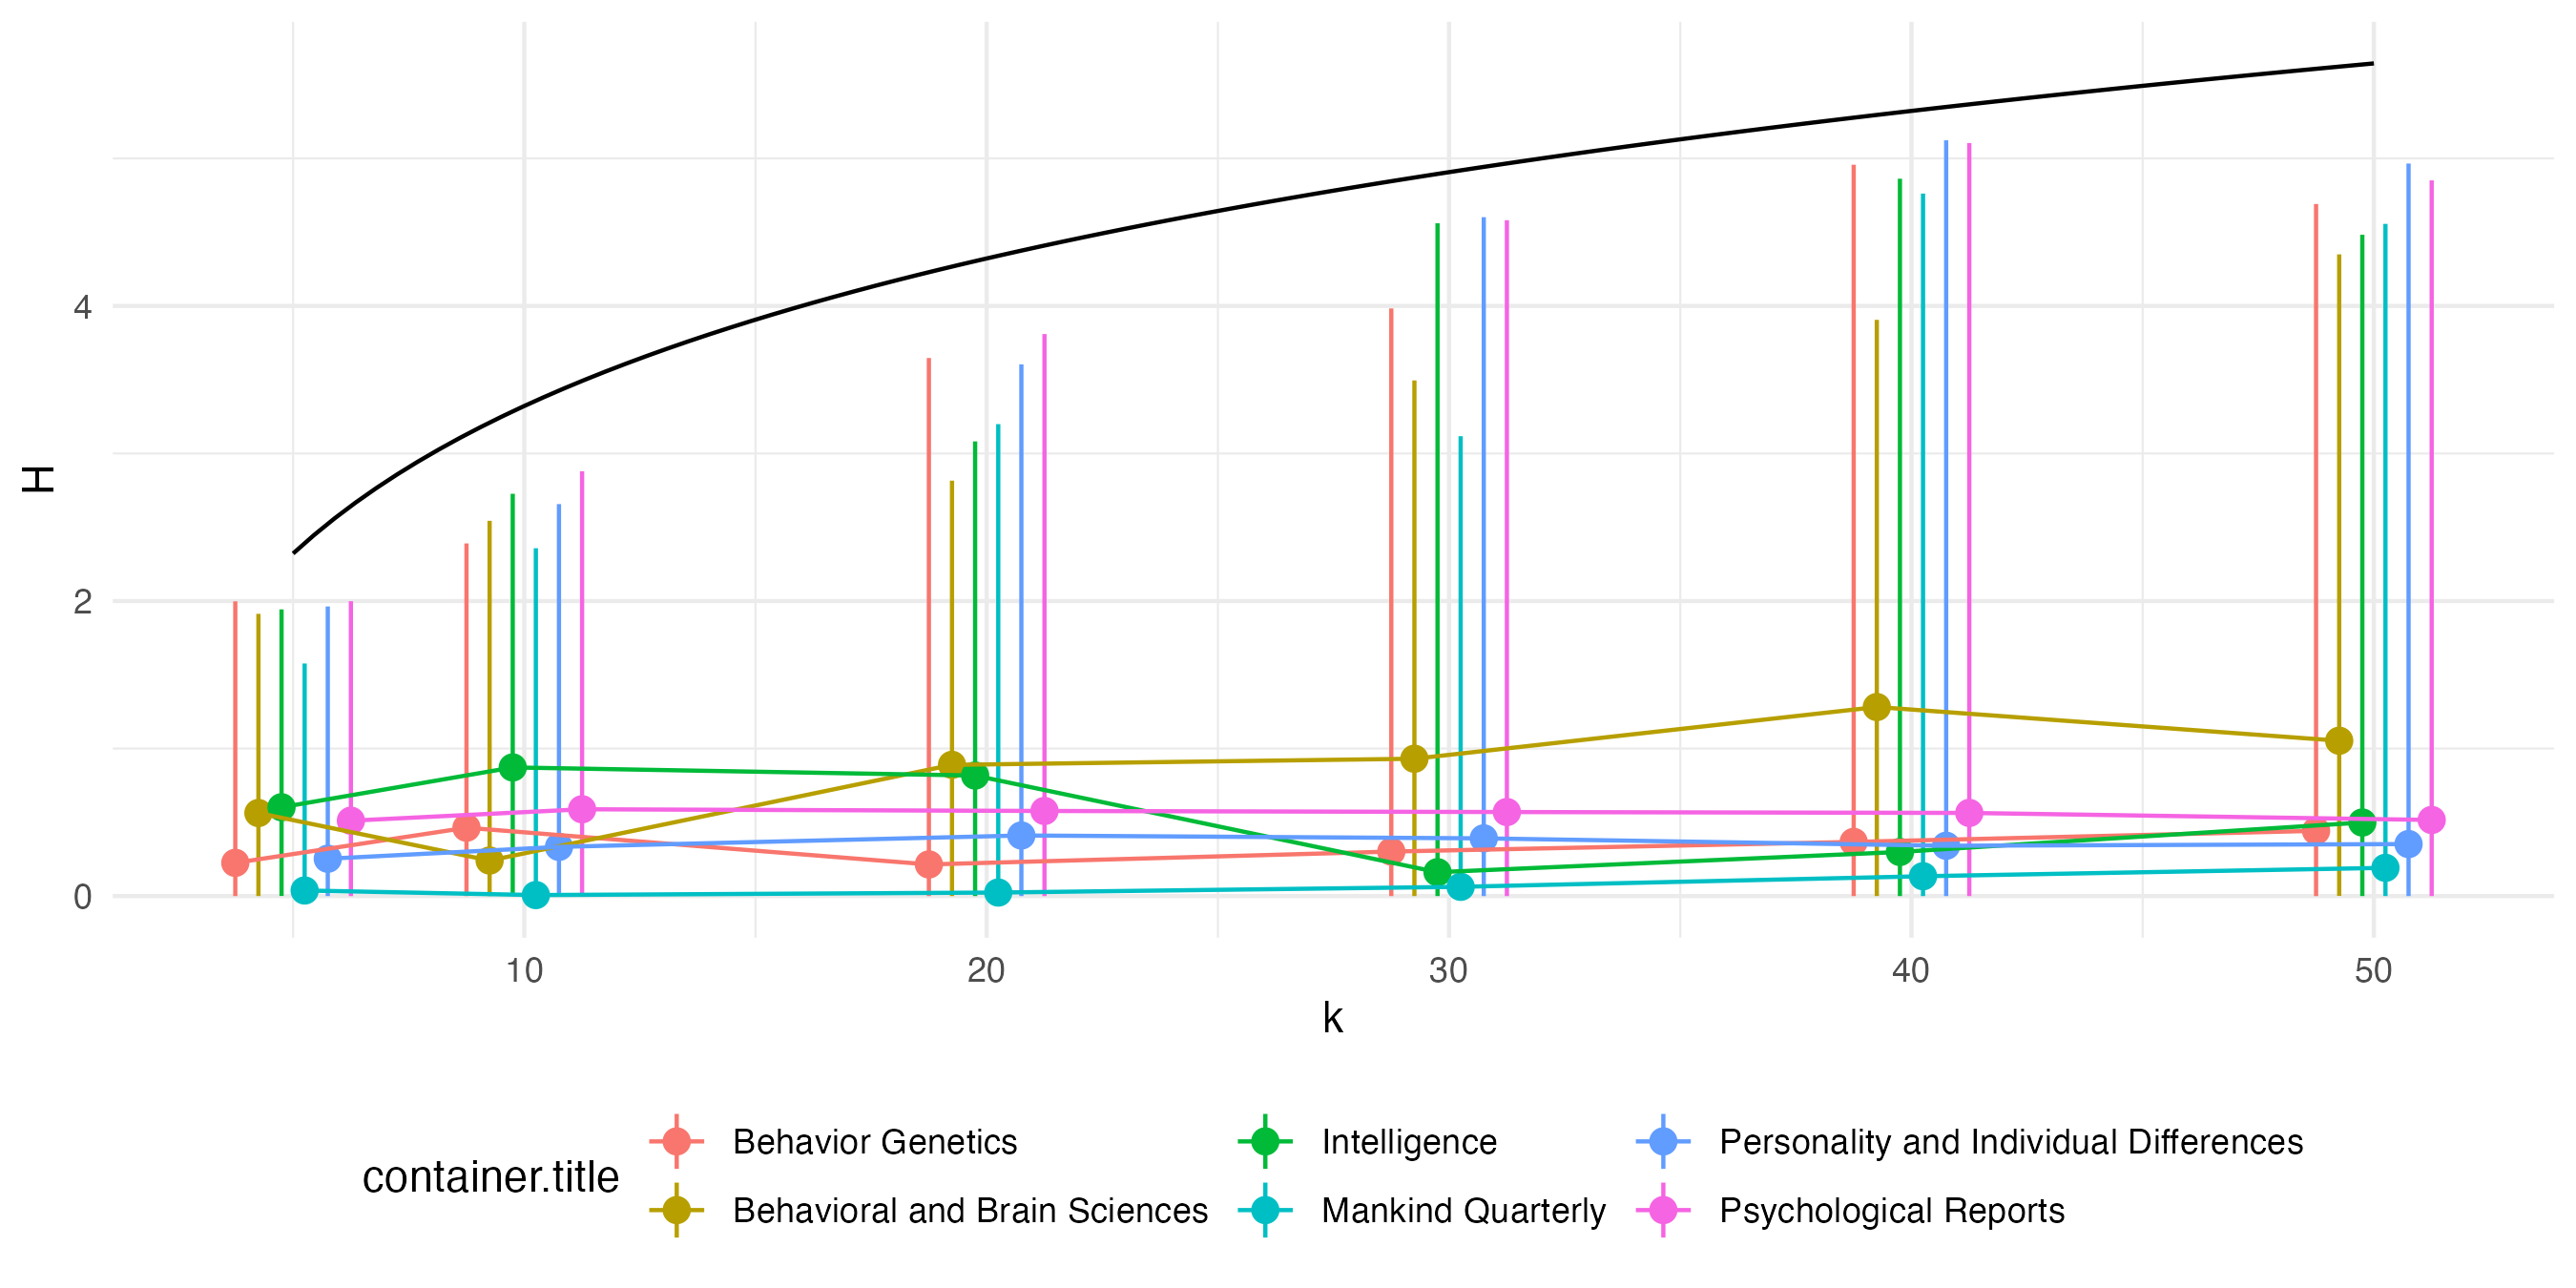 4
2
0
H
10 20 30 40 50
k
container.title
Behavior Genetics
Behavioral and Brain Sciences
Intelligence
Mankind Quarterly
Personality and Individual Differences
Psychological Reports